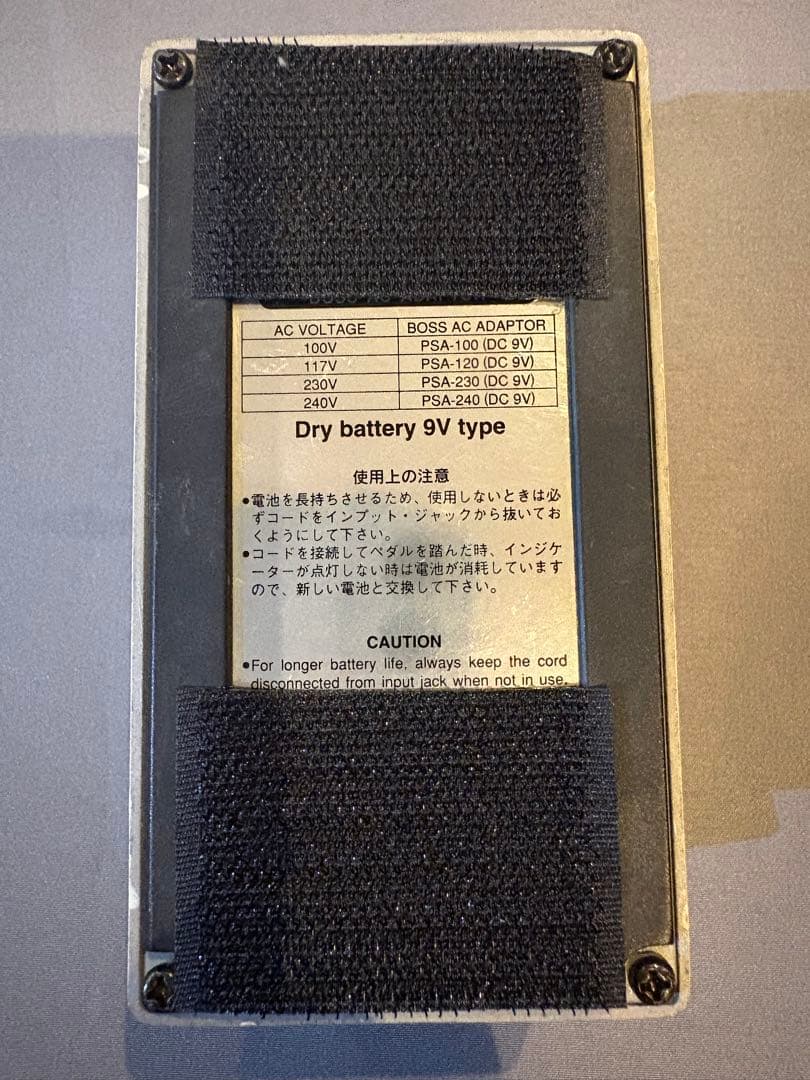 AC VOLTAGE BOSS AC ADAPTOR
100V PSA-100 (DC 9V)
117V PSA-120 (DC 9V)
230V PSA-230 (DC 9V)
240V PSA-240 (DC 9V)
Dry battery 9V type
使用上の注意
●電池を長持ちさせるため、使用しないときは必
ずコードをインプット・ジャックから抜いてお
くようにして下さい。
●コードを接続してペダルを踏んだ時、インジケ
ーターが点灯しない時は電池が消耗しています
ので、新しい電池と交換して下さい。
CAUTION
●For longer battery life, always keep the cord
disconnected from input jack when not in use.